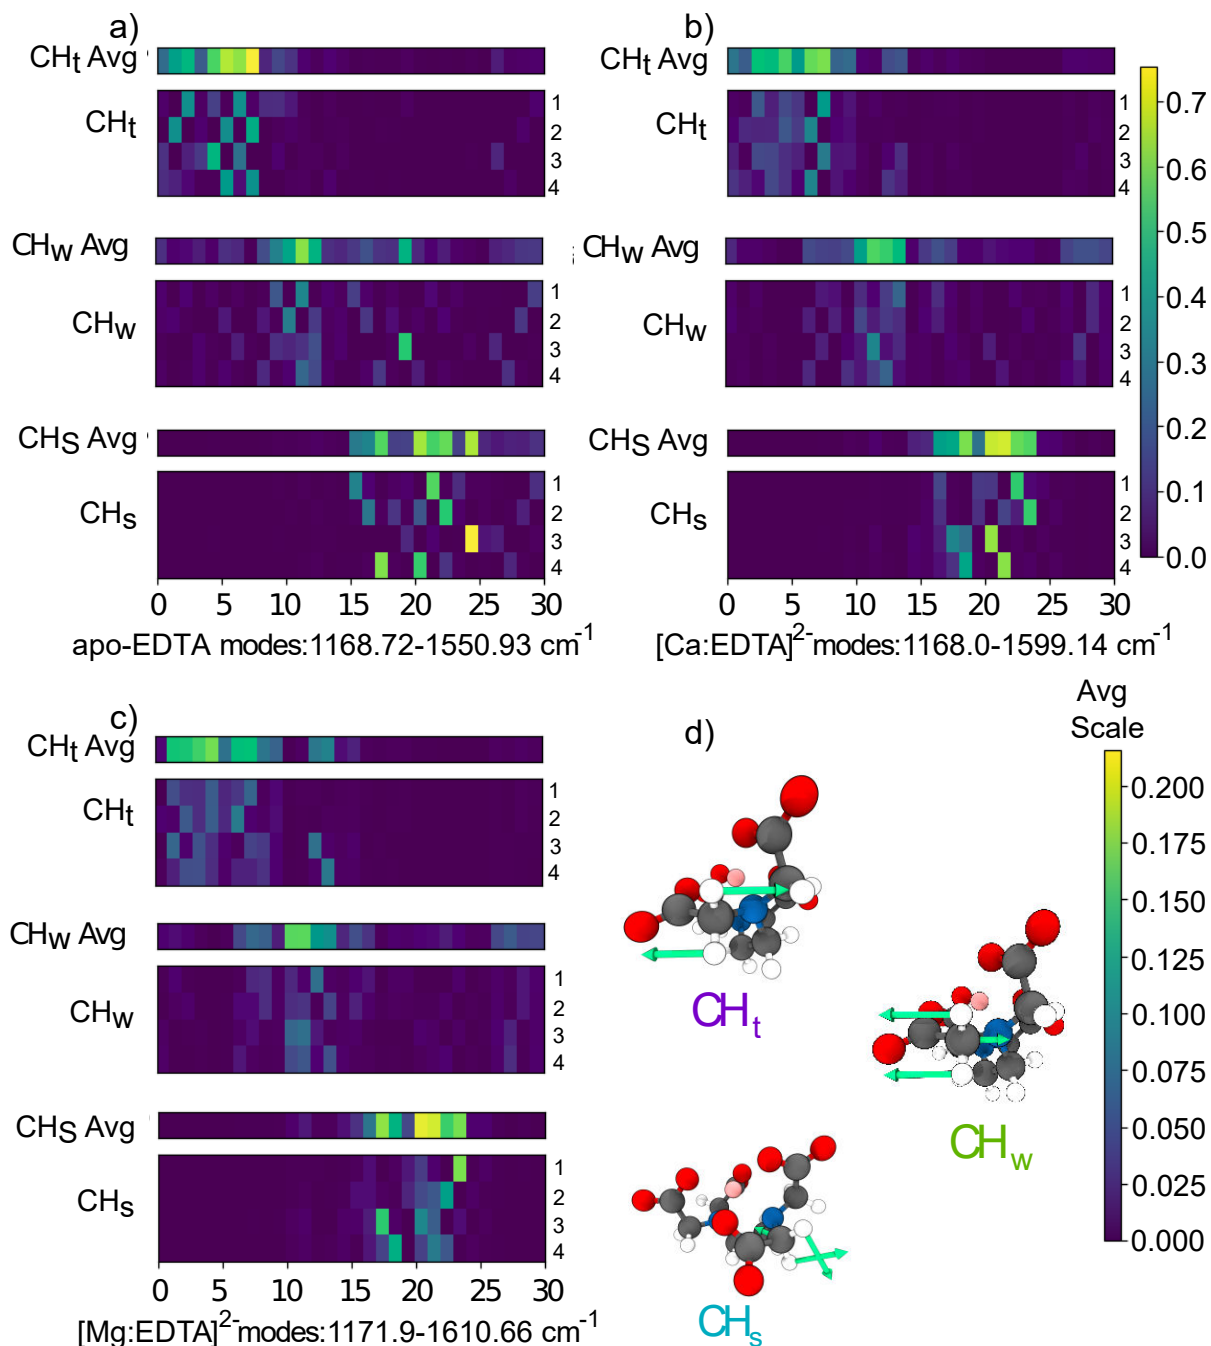 a)
CHt Avg
CHt
1
2
3
4
CHW Avg
CHW
1
2
3
4
CHS Avg
CHS
1
2
3
4
0 5 10 15 20 25 30
apo-EDTA modes:1168.72-1550.93 cm-1
b)
CHt Avg
CHt
1
2
3
4
CHW Avg
CHW
1
2
3
4
CHS Avg
CHS
1
2
3
4
0 5 10 15 20 25 30
[Ca:EDTA]2- modes:1168.0-1599.14 cm-1
0.7
0.6
0.5
0.4
0.3
0.2
0.1
0.0
c)
CHt Avg
CHt
1
2
3
4
CHW Avg
CHW
1
2
3
4
CHS Avg
CHS
1
2
3
4
0 5 10 15 20 25 30
[Mg:EDTA]2- modes:1171.9-1610.66 cm-1
d)
CHt
CHw
CHs
Avg
Scale
0.200
0.175
0.150
0.125
0.100
0.075
0.050
0.025
0.000